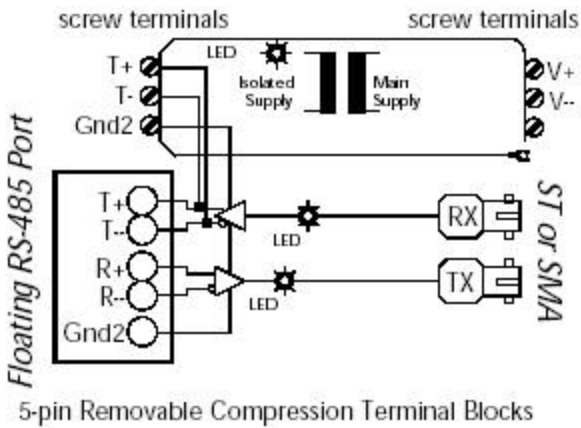 screw terminals
screw terminals
LED
T+
T-
Gnd2
Isolated
Supply
Main
Supply
V+
V--
Floating RS-485 Port
T+
T--
R+
R--
Gnd2
LED
LED
RX
TX
ST or SMA
5-pin Removable Compression Terminal Blocks